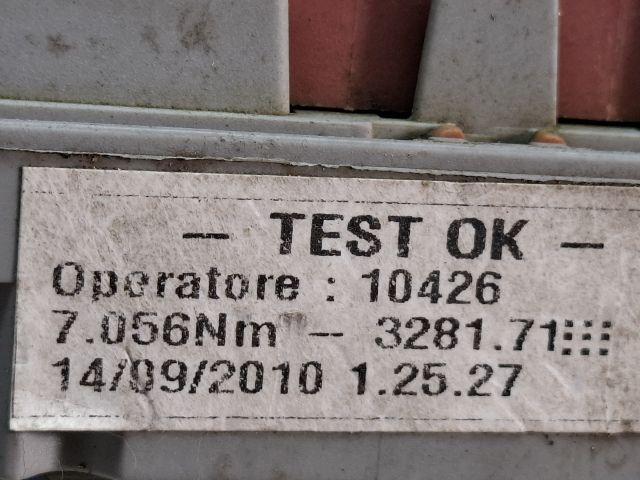 – TEST OK –
Operatore : 10426
7.056Nm – 3281.71
14/09/2010 1.25.27